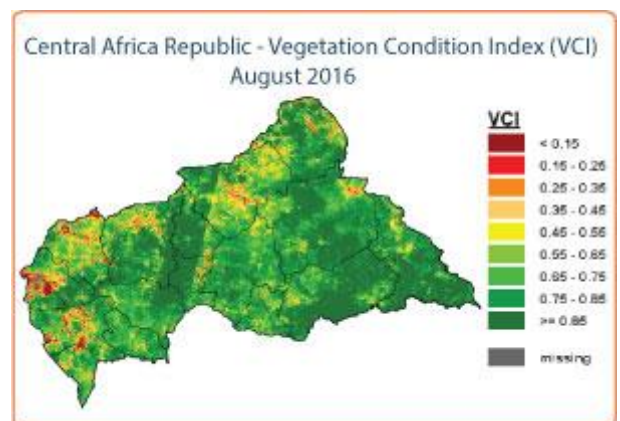 Central Africa Republic - Vegetation Condition Index (VCI)
August 2016
VCI
< 0.15
0.15 - 0.25
0.25 - 0.35
0.35 - 0.45
0.45 - 0.55
0.55 - 0.65
0.65 - 0.75
0.75 - 0.85
>= 0.85
missing